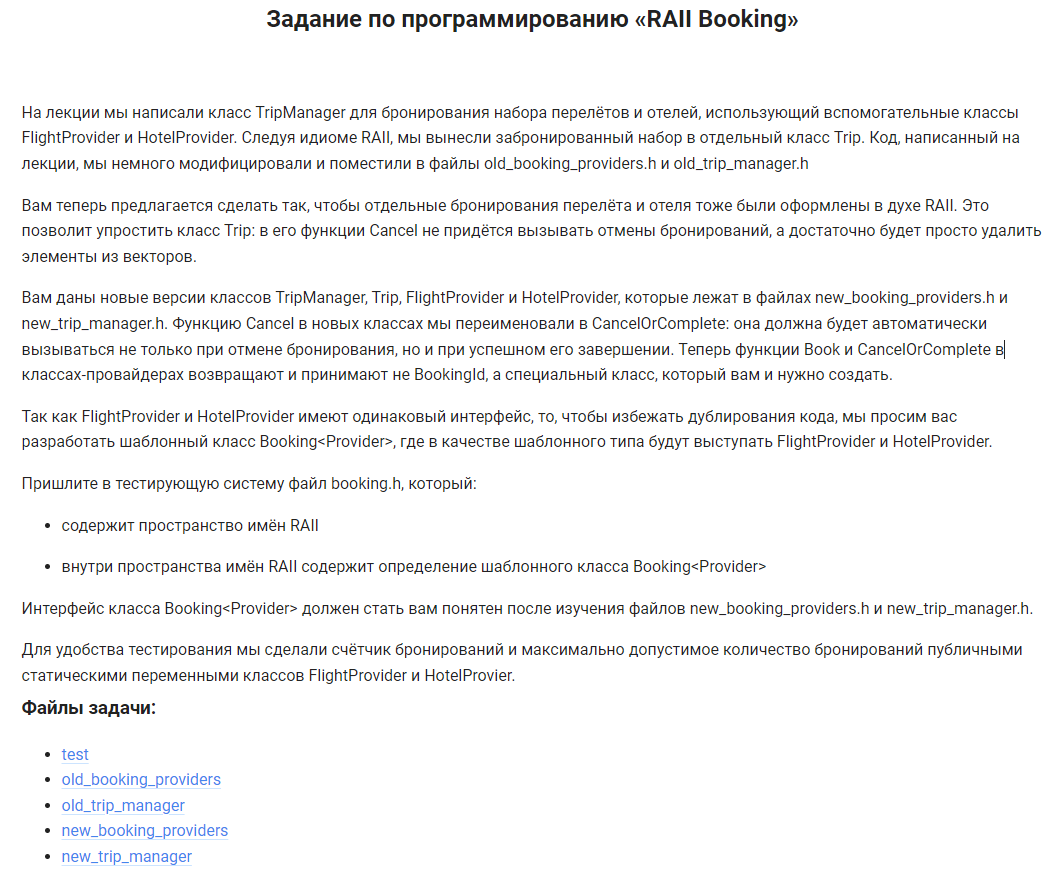 Задание по программированию «RAII Booking»
На лекции мы написали класс TripManager для бронирования набора перелётов и отелей, использующий вспомогательные классы
FlightProvider и HotelProvider. Следуя идиоме RAII, мы вынесли забронированный набор в отдельный класс Trip. Код, написанный на
лекции, мы немного модифицировали и поместили в файлы old_booking_providers.h и old_trip_manager.h
Вам теперь предлагается сделать так, чтобы отдельные бронирования перелёта и отеля тоже были оформлены в духе RAII. Это
позволит упростить класс Trip: в его функции Cancel не придётся вызывать отмены бронирований, а достаточно будет просто удалить
элементы из векторов.
Вам даны новые версии классов TripManager, Trip, FlightProvider и HotelProvider, которые лежат в файлах new_booking_providers.h и
new_trip_manager.h. Функцию Cancel в новых классах мы переименовали в CancelOrComplete: она должна будет автоматически
вызываться не только при отмене бронирования, но и при успешном его завершении. Теперь функции Book и CancelOrComplete в
классах-провайдерах возвращают и принимают не BookingId, а специальный класс, который вам и нужно создать.
Так как FlightProvider и HotelProvider имеют одинаковый интерфейс, то, чтобы избежать дублирования кода, мы просим вас
разработать шаблонный класс Booking<Provider>, где в качестве шаблонного типа будут выступать FlightProvider и HotelProvider.
Пришлите в тестирующую систему файл booking.h, который:
• содержит пространство имён RAII
• внутри пространства имён RAII содержит определение шаблонного класса Booking<Provider>
Интерфейс класса Booking<Provider> должен стать вам понятен после изучения файлов new_booking_providers.h и new_trip_manager.h.
Для удобства тестирования мы сделали счётчик бронирований и максимально допустимое количество бронирований публичными
статическими переменными классов FlightProvider и HotelProvier.
Файлы задачи:
• test
• old_booking_providers
• old_trip_manager
• new_booking_providers
• new_trip_manager